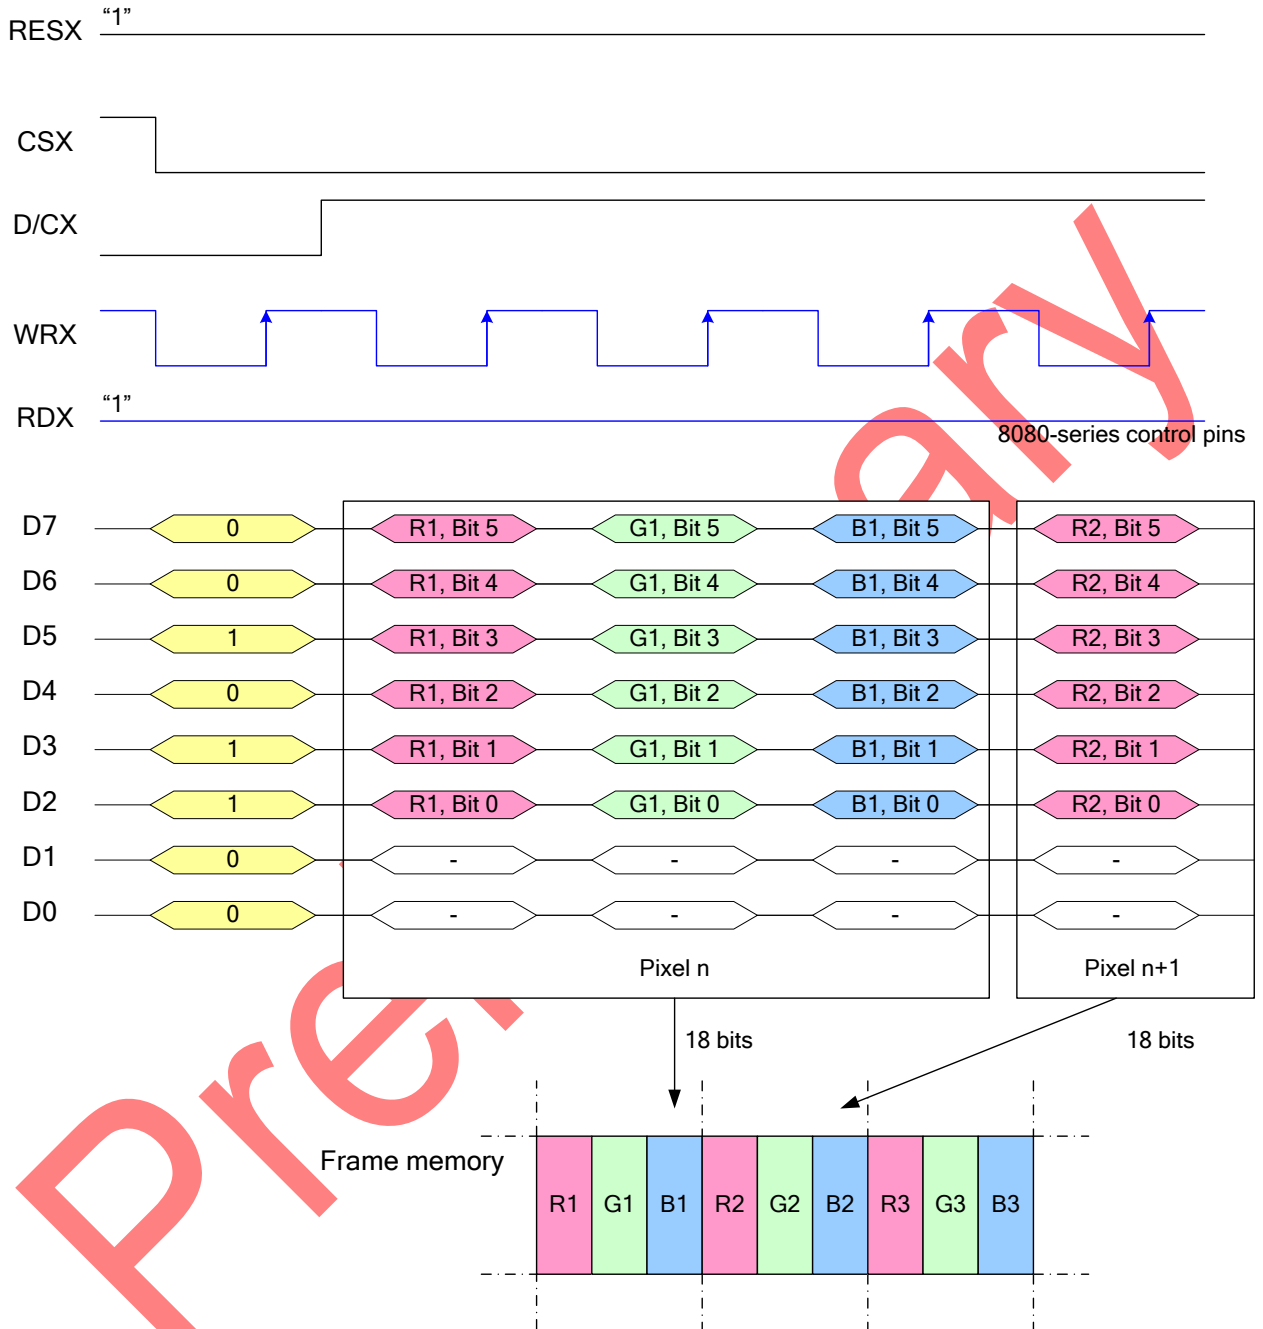 RESX “1”
CSX
D/CX
WRX
RDX “1”
8080-series control pins
D7 0 R1, Bit 5 G1, Bit 5 B1, Bit 5 R2, Bit 5
D6 0 R1, Bit 4 G1, Bit 4 B1, Bit 4 R2, Bit 4
D5 1 R1, Bit 3 G1, Bit 3 B1, Bit 3 R2, Bit 3
D4 0 R1, Bit 2 G1, Bit 2 B1, Bit 2 R2, Bit 2
D3 1 R1, Bit 1 G1, Bit 1 B1, Bit 1 R2, Bit 1
D2 1 R1, Bit 0 G1, Bit 0 B1, Bit 0 R2, Bit 0
D1 0 - - - -
D0 0 - - - -
Pixel n Pixel n+1
18 bits 18 bits
Frame memory
R1 G1 B1 R2 G2 B2 R3 G3 B3